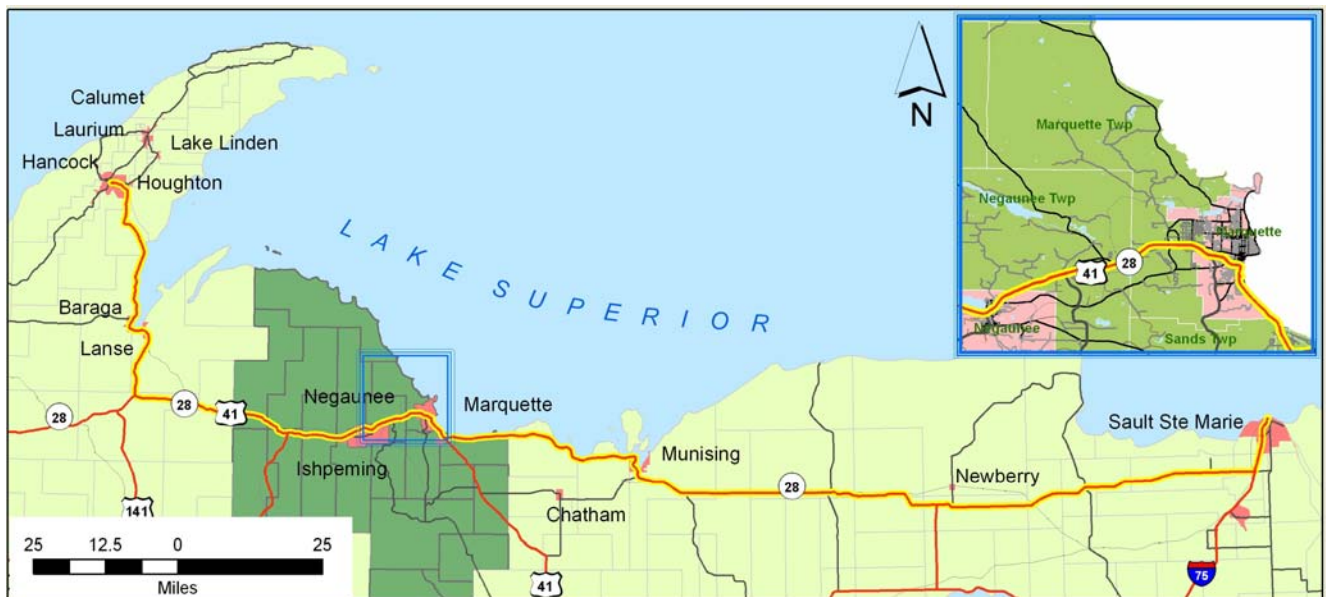 Calumet
Laurium
Lake Linden
Hancock
Houghton
LAKE SUPERIOR
N
Marquette Twp
Negaunee Twp
Marquette
41
28
Negaunee
Sands Twp
Baraga
Lanse
28
28
41
Negaunee
Marquette
Ishpeming
Munising
Chatham
28
Newberry
Sault Ste Marie
141
41
75
25 12.5 0 25
Miles